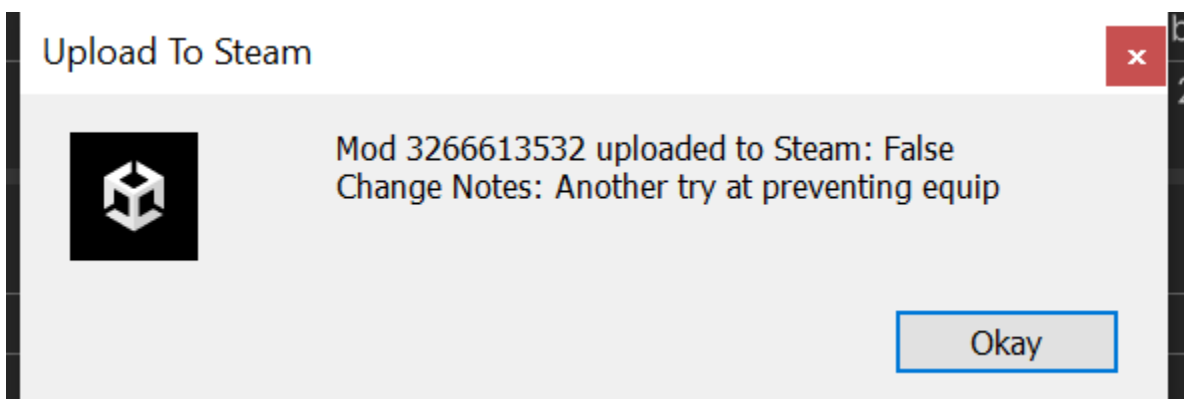 Upload To Steam
Mod 3266613532 uploaded to Steam: False
Change Notes: Another try at preventing equip
Okay